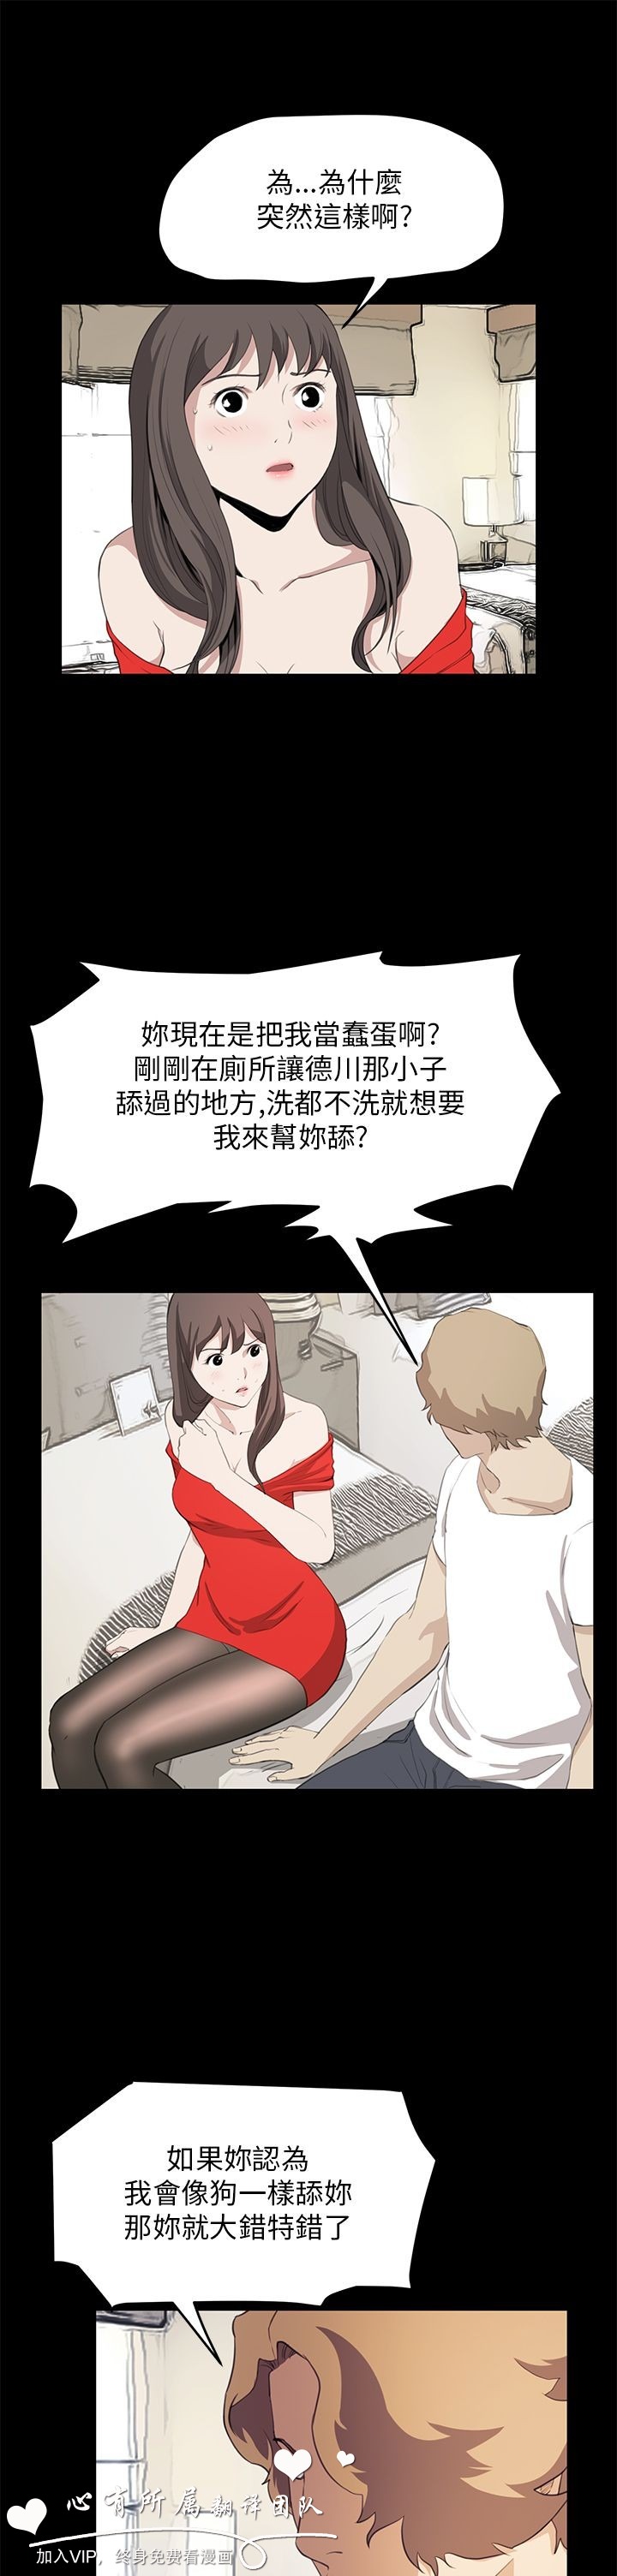 為...為什麼
突然這樣啊?
妳現在是把我當蠢蛋啊?
剛剛在廁所讓德川那小子
舔過的地方,洗都不洗就想要
我來幫妳舔?
如果妳認為
我會像狗一樣舔妳
那妳就大錯特錯了
心有所属翻译团队
加入VIP，终身免费看漫画